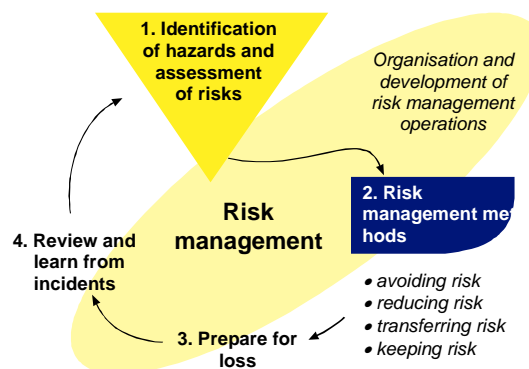 1. Identification
of hazards and
assessment
of risks
Organisation and
development of
risk management
operations
2. Risk
management met
hods
Risk
management
4. Review and
learn from
incidents
• avoiding risk
• reducing risk
• transferring risk
• keeping risk
3. Prepare for
loss